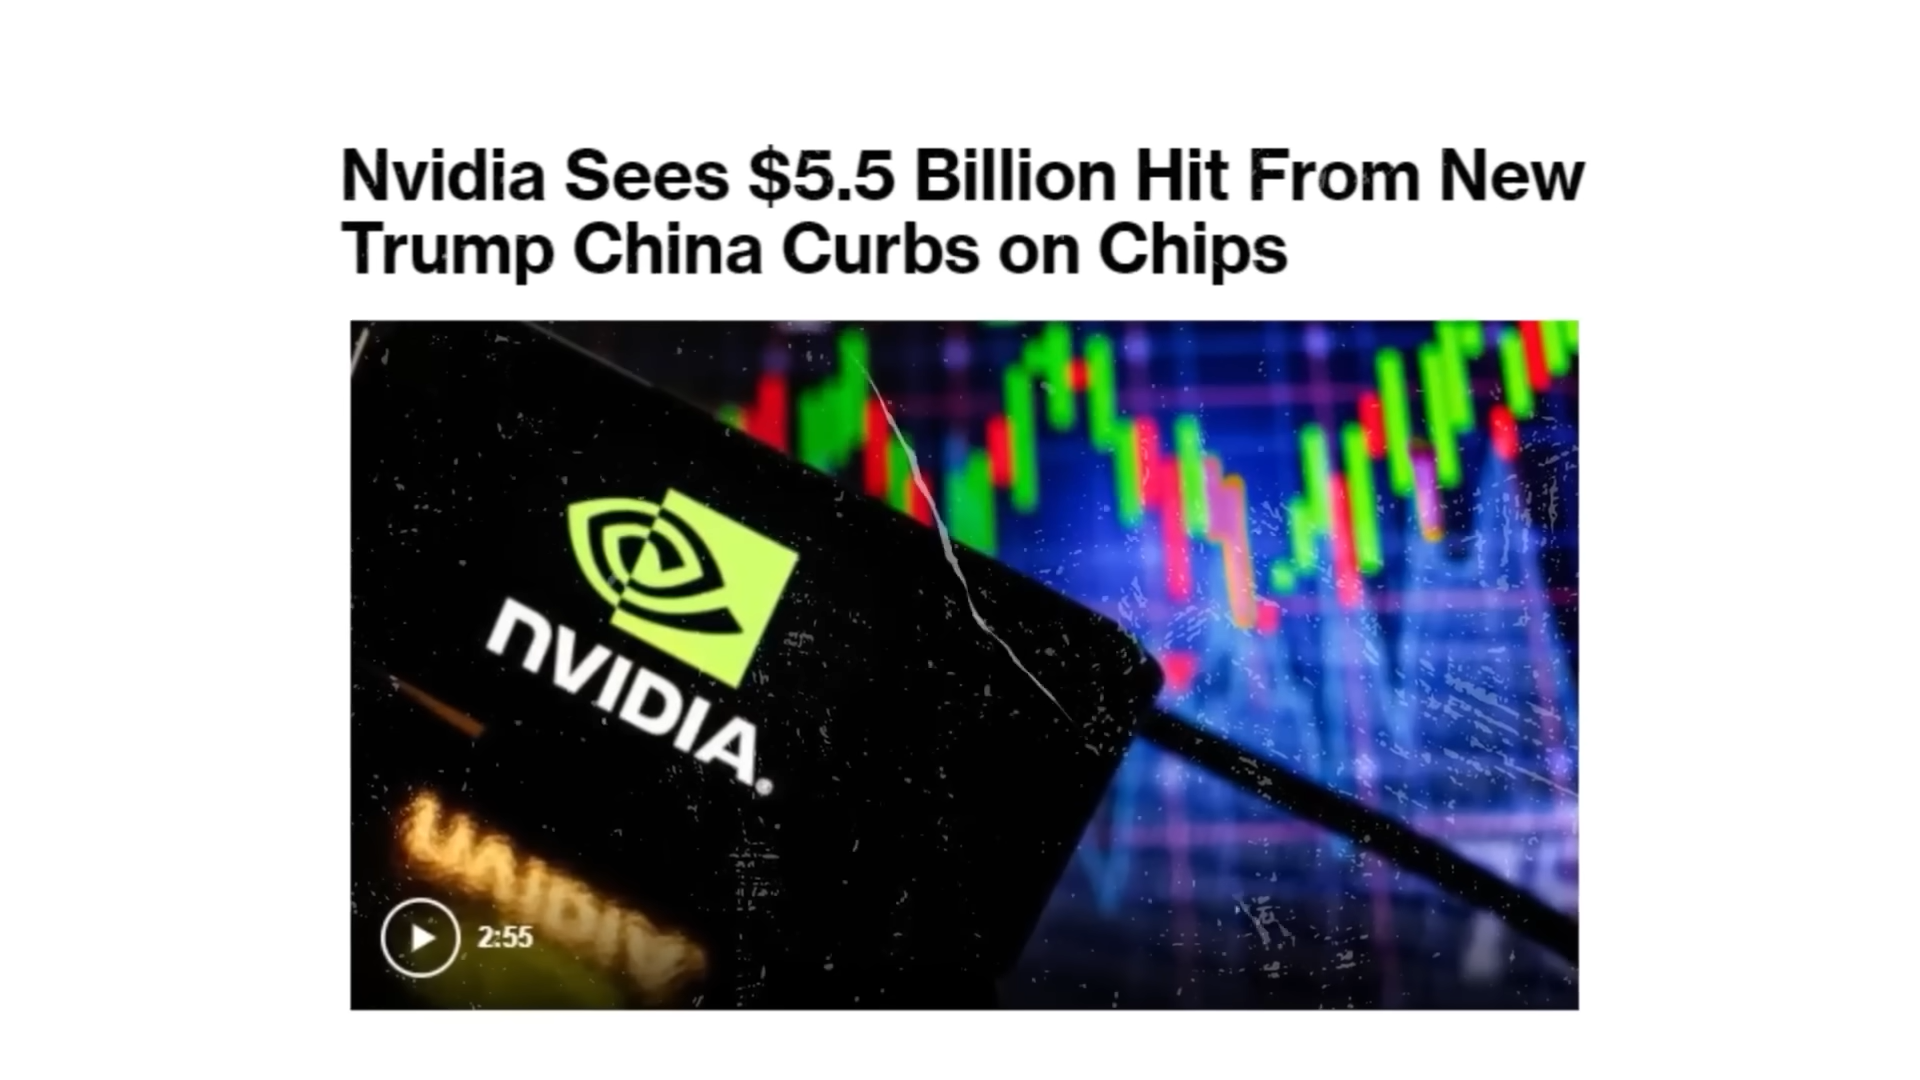 Nvidia Sees $5.5 Billion Hit From New
Trump China Curbs on Chips
nVIDIA.
2:55